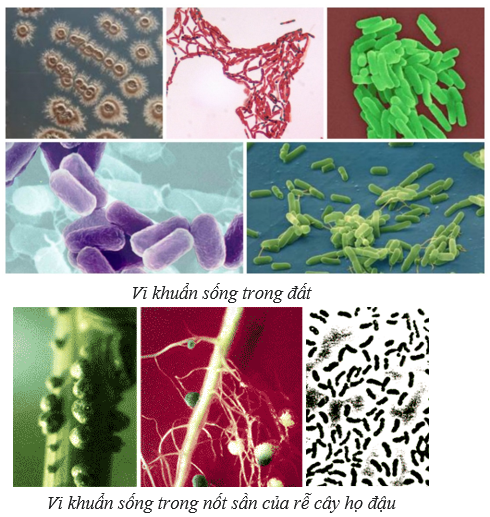 Vi khuẩn sống trong đất
Vi khuẩn sống trong nốt sần của rễ cây họ đậu